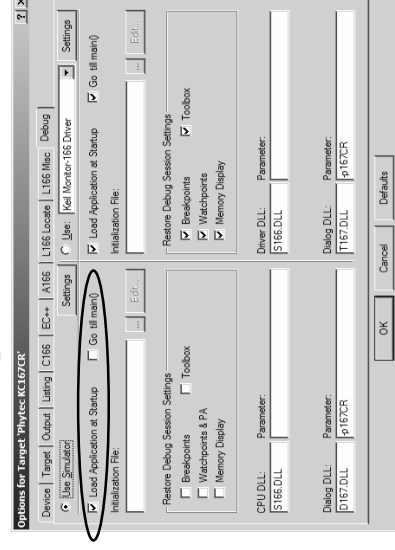 Options for Target 'Phytec KC167CR'
Device Target Output Listing C166 EC++ A166 L166 Locate L166 Misc Debug
Use Simulator Settings
Load Application at Startup Go till main()
Initialization File:
... Edit...
Restore Debug Session Settings
Breakpoints Toolbox
Watchpoints & PA
Memory Display
CPU DLL: Parameter:
S166.DLL
Dialog DLL: Parameter:
D167.DLL -p167CR
Use: Keil Monitor-166 Driver Settings
Load Application at Startup Go till main()
Initialization File:
... Edit...
Restore Debug Session Settings
Breakpoints Toolbox
Watchpoints
Memory Display
Driver DLL: Parameter:
S166.DLL
Dialog DLL: Parameter:
T167.DLL -p167CR
OK Cancel Defaults